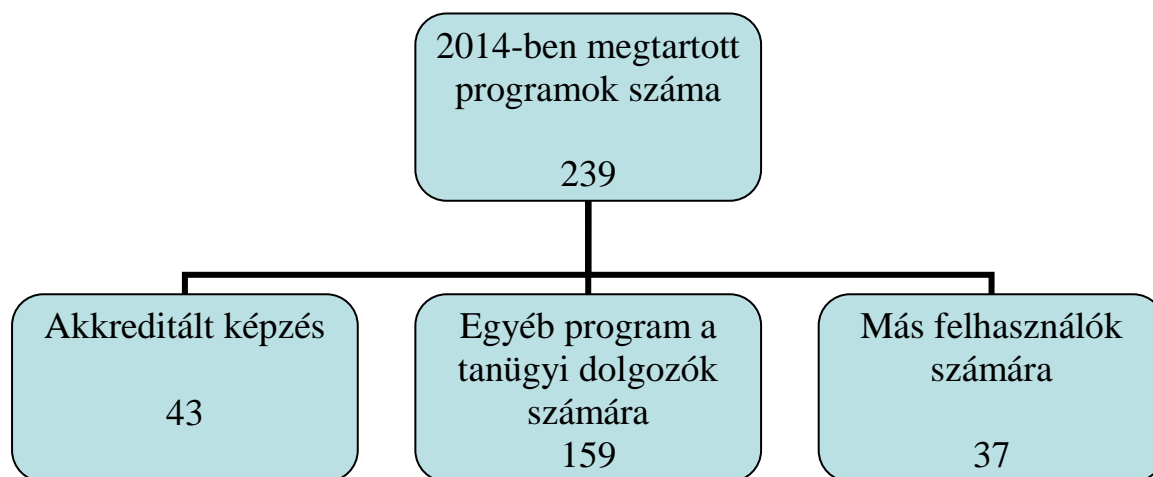 2014-ben megtartott
programok száma
239
Akkreditált képzés
43
Egyéb program a
tanügyi dolgozók
számára
159
Más felhasználók
számára
37